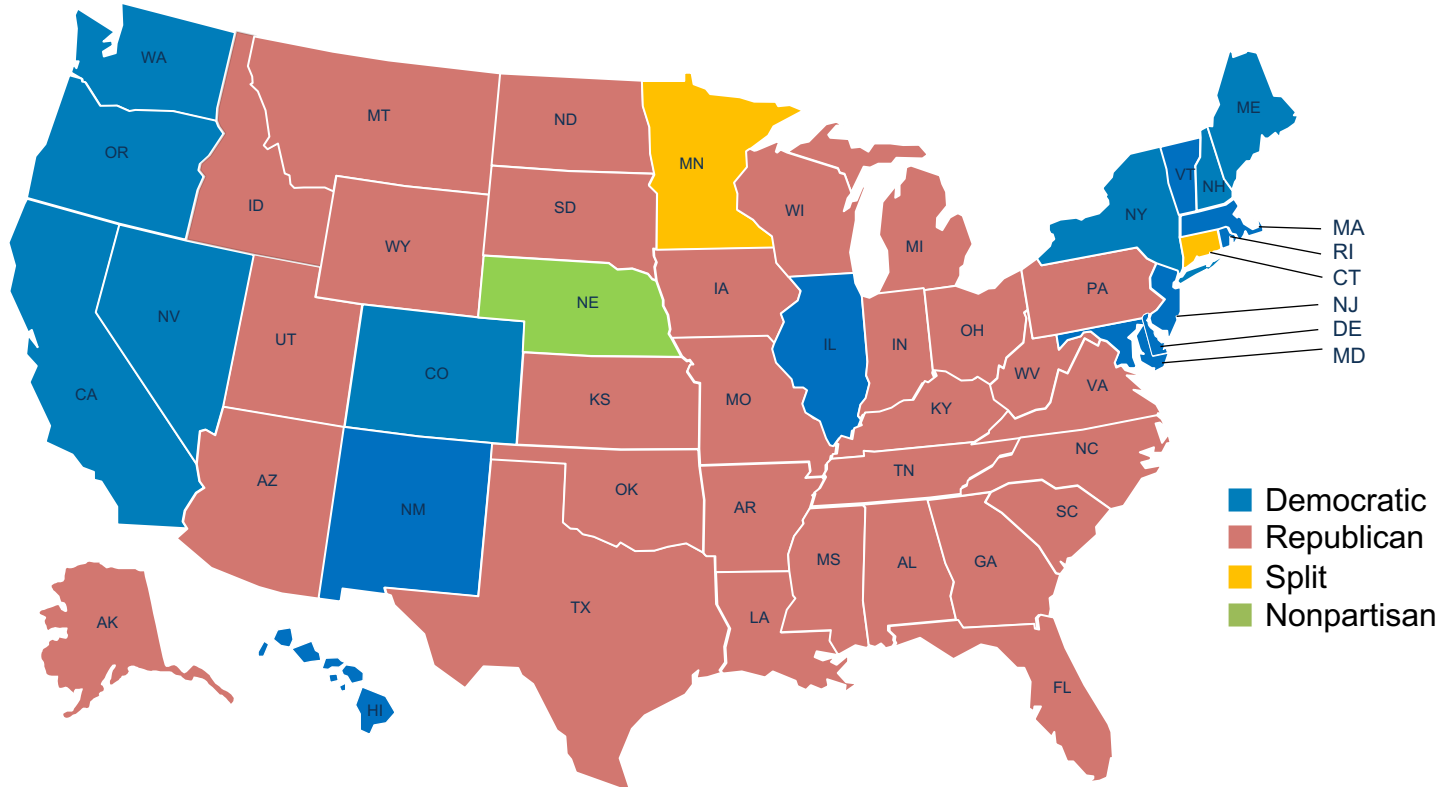 WA
ME
MT
ND
OR
MN
VT
NH
ID
SD
WI
NY
MA
WY
MI
RI
CT
IA
PA
NV
NE
NJ
UT
OH
DE
IL
IN
CO
MD
WV
CA
VA
KS
MO
KY
NC
TN
AZ
OK
NM
AR
SC
Democratic
Republican
MS
AL
GA
Split
TX
LA
Nonpartisan
AK
FL
HI